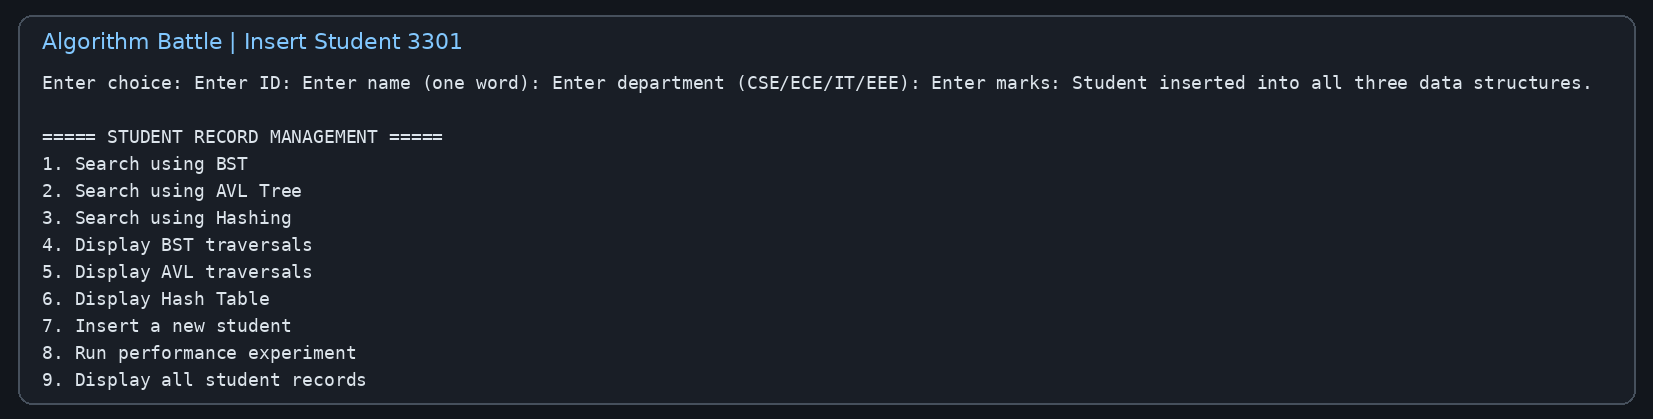 Algorithm Battle | Insert Student 3301
Enter choice: Enter ID: Enter name (one word): Enter department (CSE/ECE/IT/EEE): Enter marks: Student inserted into all three data structures.
===== STUDENT RECORD MANAGEMENT =====
1. Search using BST
2. Search using AVL Tree
3. Search using Hashing
4. Display BST traversals
5. Display AVL traversals
6. Display Hash Table
7. Insert a new student
8. Run performance experiment
9. Display all student records